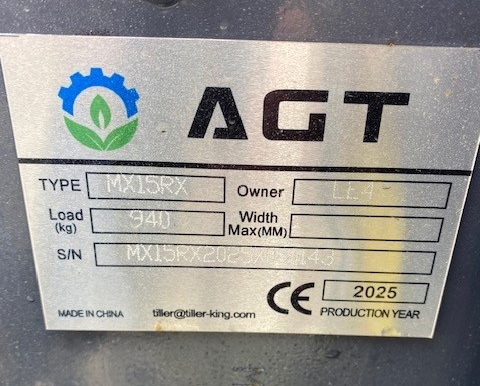 AGT
TYPE MX15RX Owner LE4
Load (kg) 940 Width Max(MM)
S/N
CE 2025
MADE IN CHINA tiller@tiller-king.com PRODUCTION YEAR